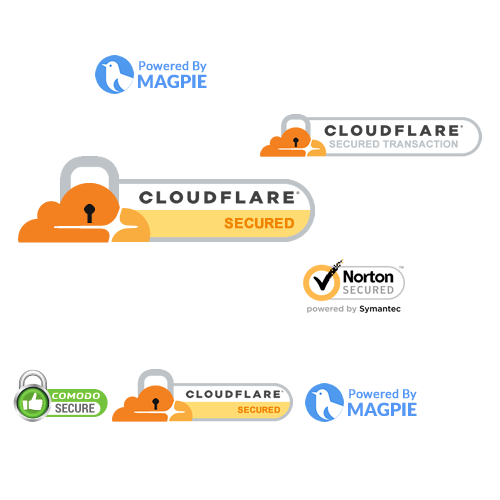 Powered By
MAGPIE
CLOUDFLARE
SECURED TRANSACTION
CLOUDFLARE
SECURED
Norton
SECURED
powered by Symantec
COMODO
SECURE
CLOUDFLARE
SECURED
Powered By
MAGPIE